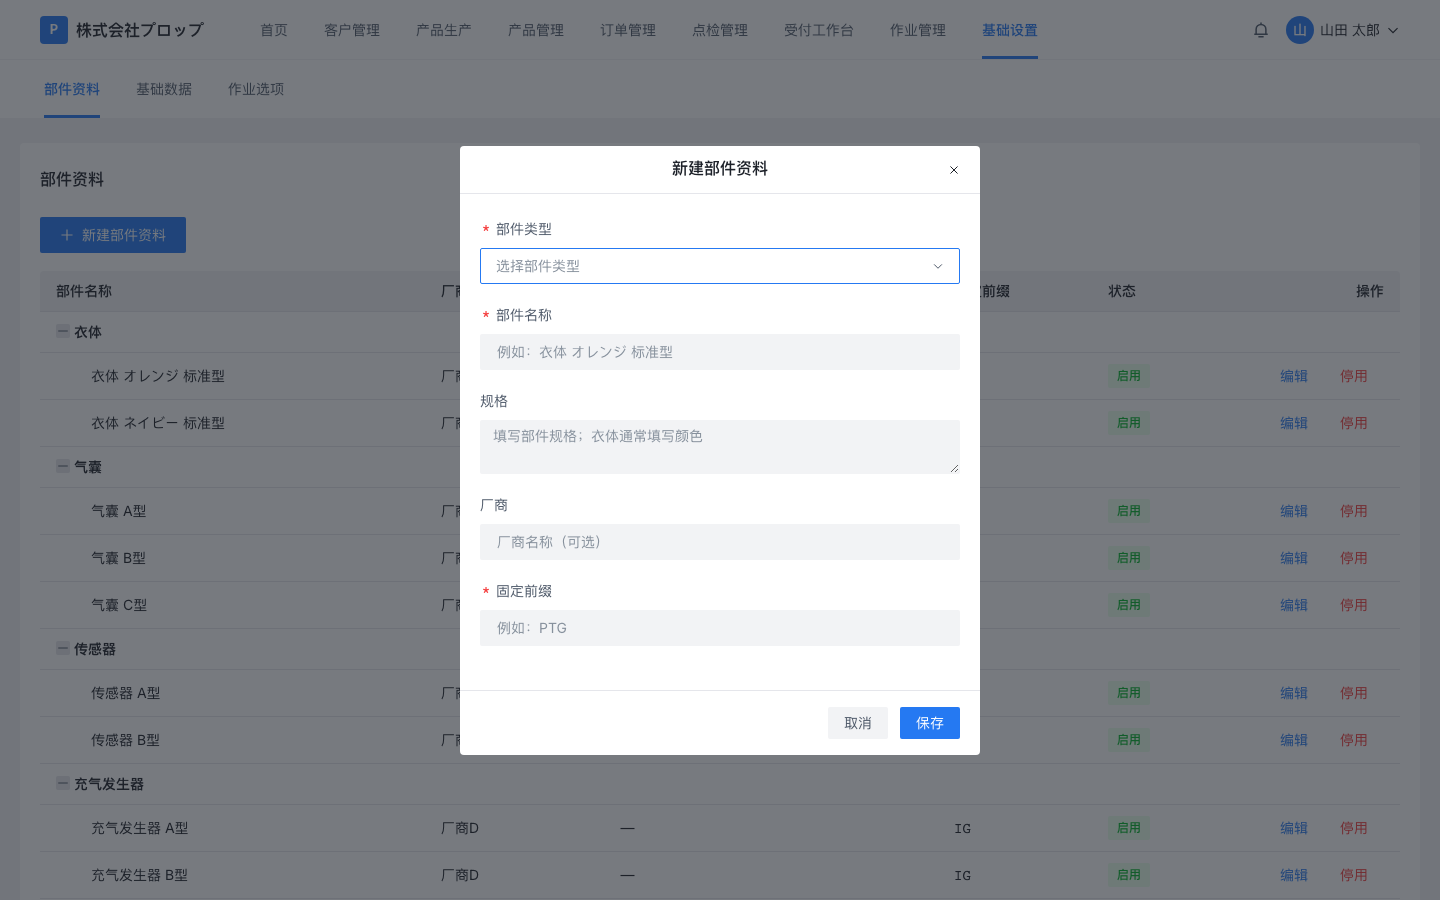 P 株式会社プロップ 首页 客户管理 产品生产 产品管理 订单管理 点检管理 受付工作台 作业管理 基础设置 山 山田 太郎
部件资料 基础数据 作业选项
部件资料
+ 新建部件资料
部件名称 前缀 状态 操作
衣体
衣体 オレンジ 标准型 启用 编辑 停用
衣体 ネイビー 标准型 启用 编辑 停用
气囊
气囊 A型 启用 编辑 停用
气囊 B型 启用 编辑 停用
气囊 C型 启用 编辑 停用
传感器
传感器 A型 启用 编辑 停用
传感器 B型 启用 编辑 停用
充气发生器
充气发生器 A型 厂商D — IG 启用 编辑 停用
充气发生器 B型 厂商D — IG 启用 编辑 停用
新建部件资料
* 部件类型
选择部件类型
* 部件名称
例如：衣体 オレンジ 标准型
规格
填写部件规格；衣体通常填写颜色
厂商
厂商名称（可选）
* 固定前缀
例如：PTG
取消 保存